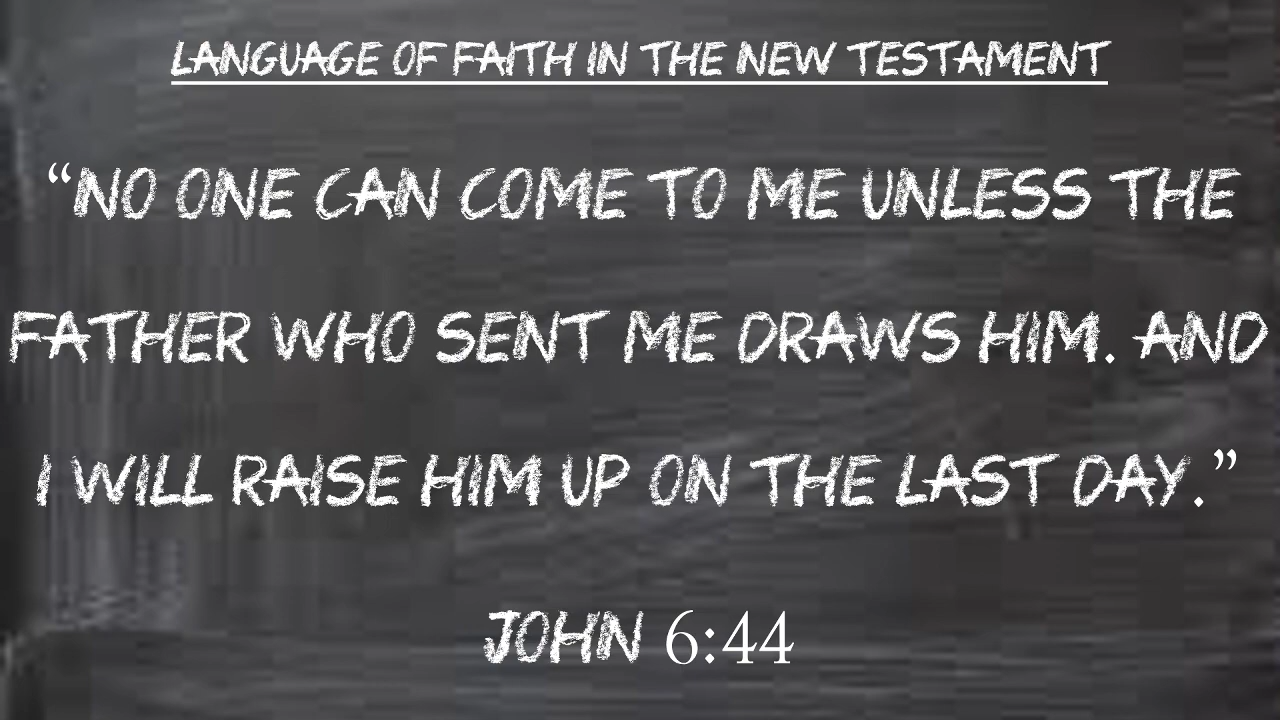 LANGUAGE OF FAITH IN THE NEW TESTAMENT
“NO ONE CAN COME TO ME UNLESS THE
FATHER WHO SENT ME DRAWS HIM. AND
I WILL RAISE HIM UP ON THE LAST DAY.”
JOHN 6:44